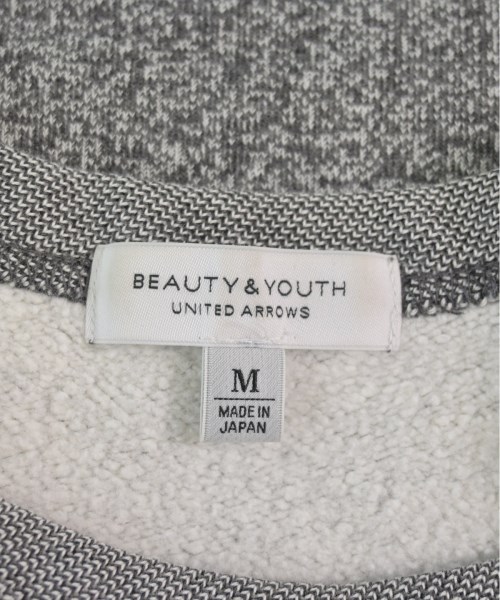 BEAUTY & YOUTH
UNITED ARROWS
M
MADE IN
JAPAN